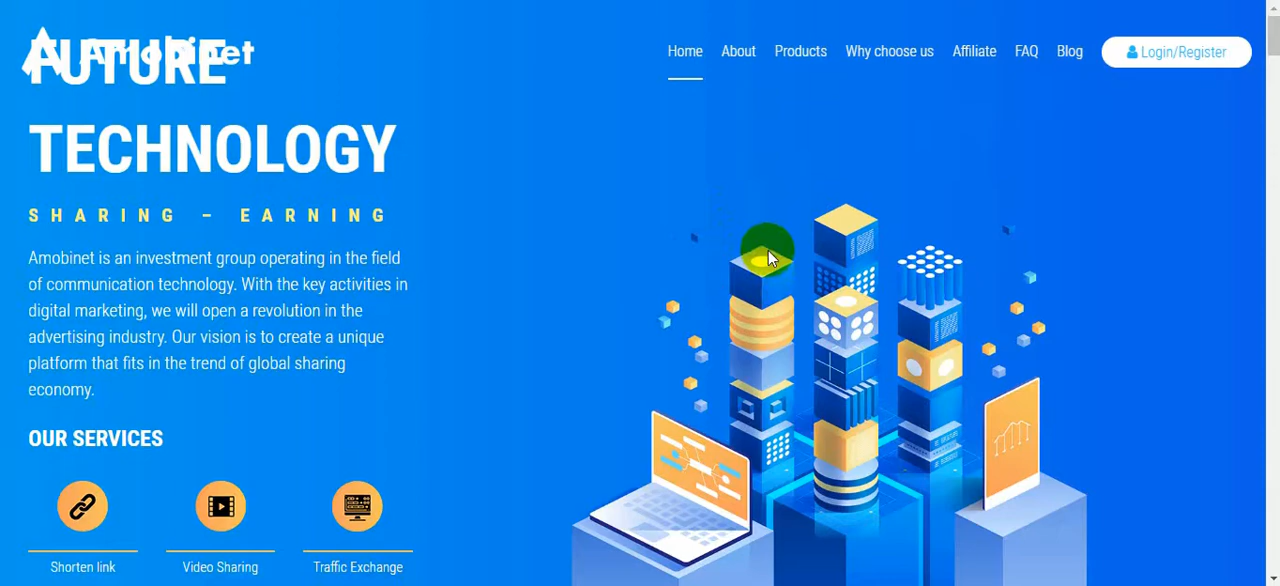 Amobinet
Home About Products Why choose us Affiliate FAQ Blog Login/Register
FUTURE
TECHNOLOGY
SHARING – EARNING
Amobinet is an investment group operating in the field
of communication technology. With the key activities in
digital marketing, we will open a revolution in the
advertising industry. Our vision is to create a unique
platform that fits in the trend of global sharing
economy.
OUR SERVICES
Shorten link
Video Sharing
Traffic Exchange